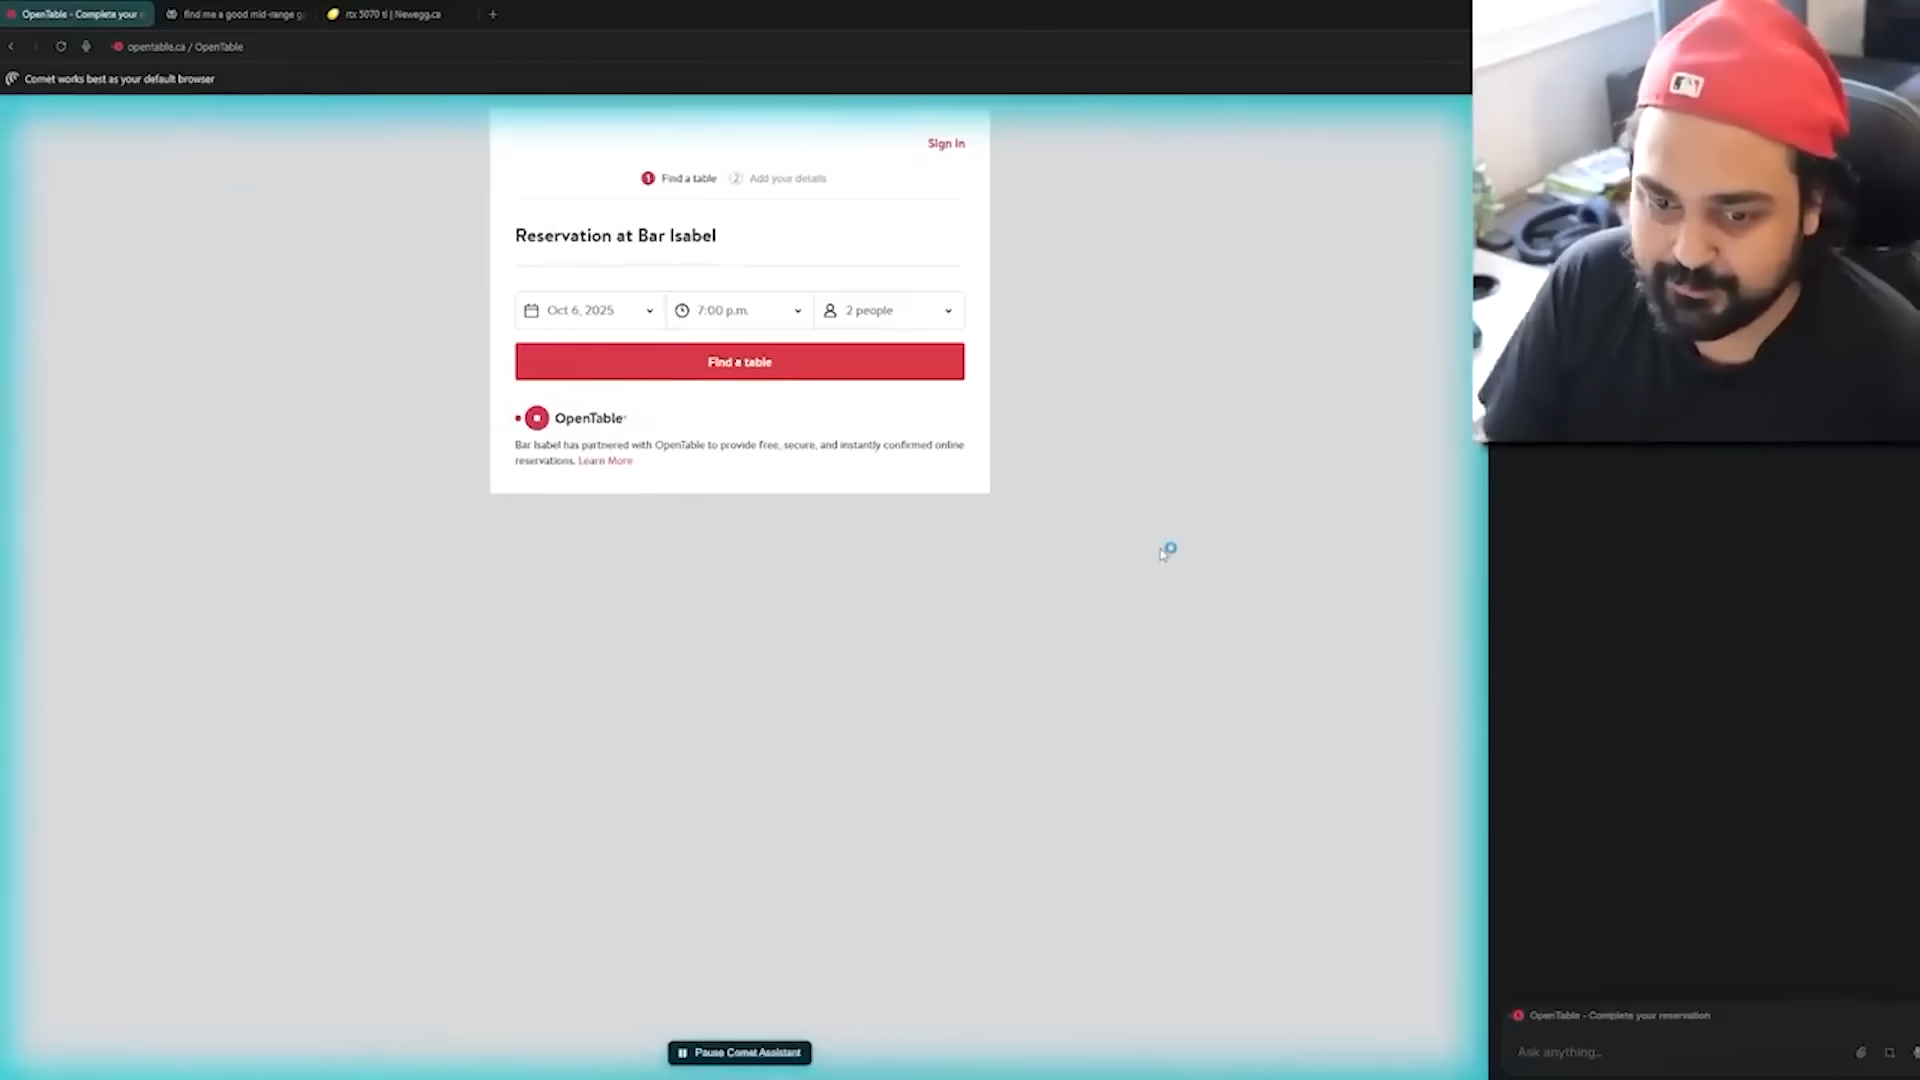 OpenTable - Complete your
find me a good mid-range g
rtx 5070 ti | Newegg.ca
opentable.ca / OpenTable
Comet works best as your default browser
Sign in
1 Find a table 2 Add your details
Reservation at Bar Isabel
Oct 6, 2025 7:00 p.m. 2 people
Find a table
OpenTable
Bar Isabel has partnered with OpenTable to provide free, secure, and instantly confirmed online
reservations. Learn More
Pause Comet Assistant
OpenTable - Complete your reservation
Ask anything...